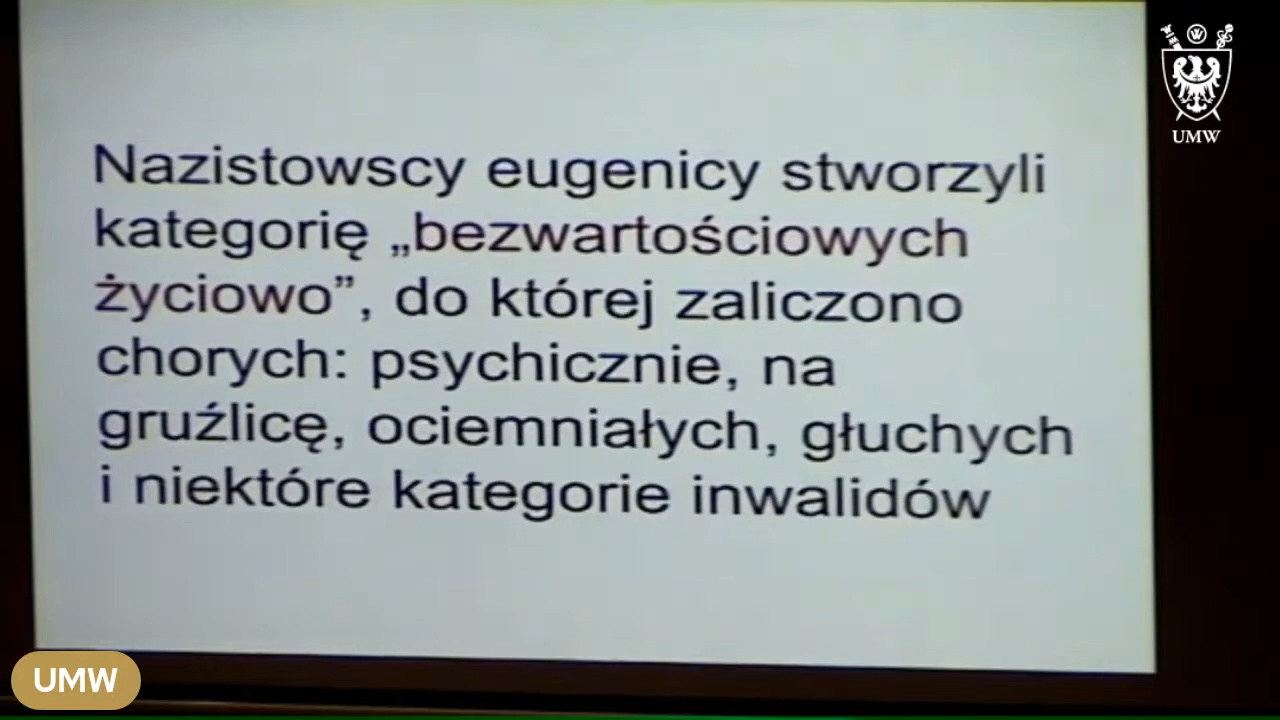 Nazistowscy eugenicy stworzyli
kategorię „bezwartościowych
życiowo”, do której zaliczono
chorych: psychicznie, na
gruźlicę, ociemniałych, głuchych
i niektóre kategorie inwalidów
W
UMW
UMW